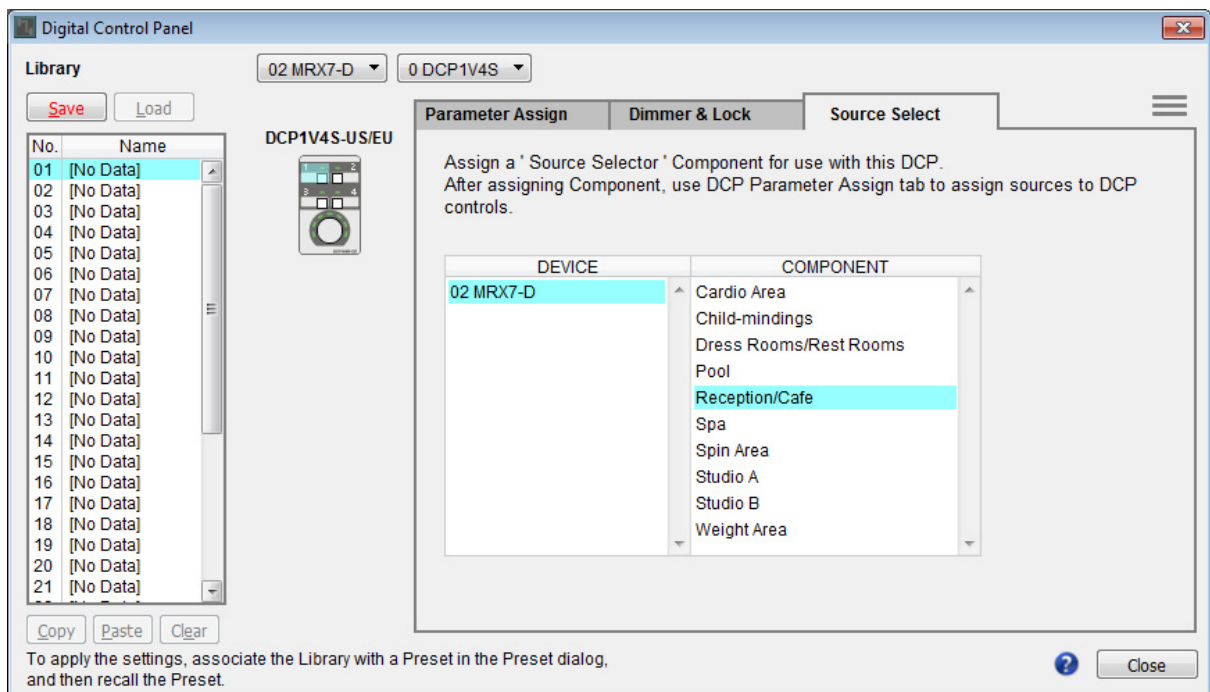 Digital Control Panel
Library
02 MRX7-D
0 DCP1V4S
Save
Load
Parameter Assign
Dimmer & Lock
Source Select
DCP1V4S-US/EU
1 2
3 4
No. Name
01 [No Data]
02 [No Data]
03 [No Data]
04 [No Data]
05 [No Data]
06 [No Data]
07 [No Data]
08 [No Data]
09 [No Data]
10 [No Data]
11 [No Data]
12 [No Data]
13 [No Data]
14 [No Data]
15 [No Data]
16 [No Data]
17 [No Data]
18 [No Data]
19 [No Data]
20 [No Data]
21 [No Data]
Assign a ' Source Selector ' Component for use with this DCP.
After assigning Component, use DCP Parameter Assign tab to assign sources to DCP
controls.
DEVICE
02 MRX7-D
COMPONENT
Cardio Area
Child-mindings
Dress Rooms/Rest Rooms
Pool
Reception/Cafe
Spa
Spin Area
Studio A
Studio B
Weight Area
Copy
Paste
Clear
To apply the settings, associate the Library with a Preset in the Preset dialog,
and then recall the Preset.
?
Close